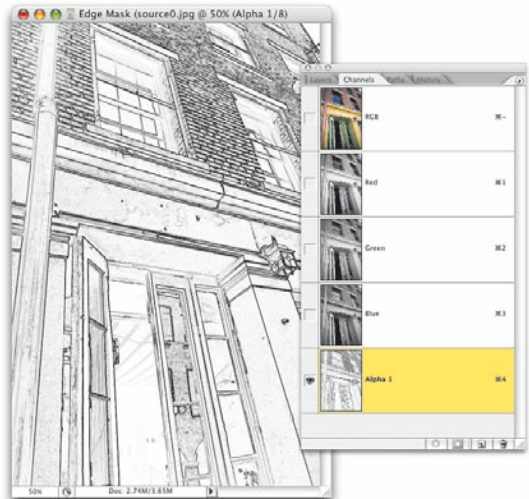 Edge Mask (source0.jpg @ 50% (Alpha 1/8)
Layers Channels Paths History
RGB ⌘~
Red ⌘1
Green ⌘2
Blue ⌘3
Alpha 1 ⌘4
50% Doc: 2.74M/3.65M